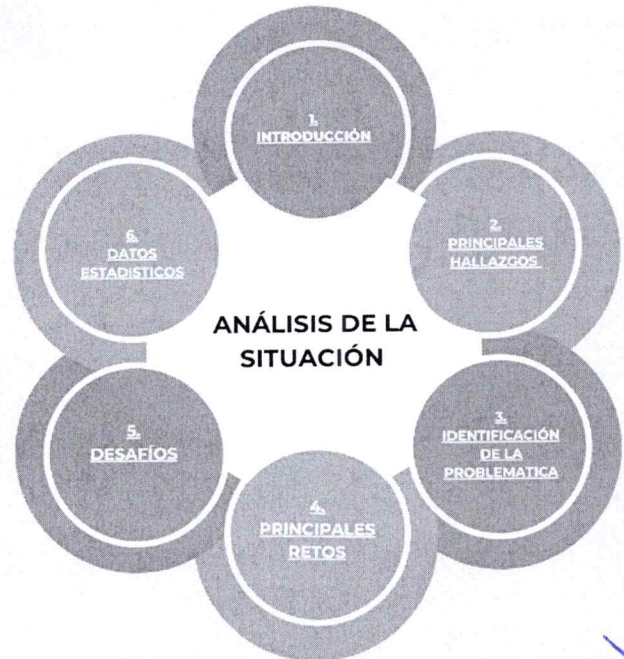 1.
INTRODUCCIÓN
2.
PRINCIPALES
HALLAZGOS
3.
IDENTIFICACIÓN
DE LA
PROBLEMATICA
4.
PRINCIPALES
RETOS
5.
DESAFÍOS
6.
DATOS
ESTADÍSTICOS
ANÁLISIS DE LA
SITUACIÓN